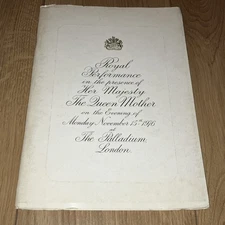 Royal
Performance
in the presence of
Her Majesty
The Queen Mother
on the Evening of
Monday, November 15th 1976
at
The Palladium
London.